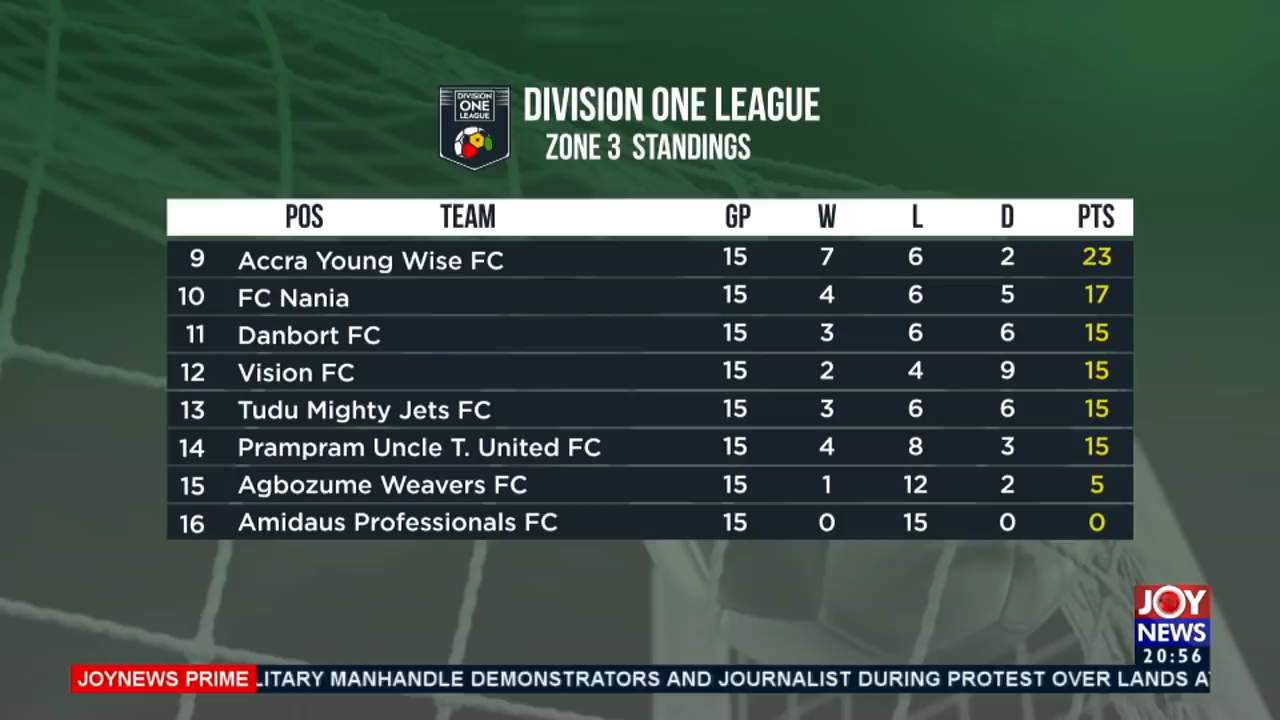 DIVISION
ONE
LEAGUE
DIVISION ONE LEAGUE
ZONE 3 STANDINGS
POS TEAM GP W L D PTS
9 Accra Young Wise FC 15 7 6 2 23
10 FC Nania 15 4 6 5 17
11 Danbort FC 15 3 6 6 15
12 Vision FC 15 2 4 9 15
13 Tudu Mighty Jets FC 15 3 6 6 15
14 Prampram Uncle T. United FC 15 4 8 3 15
15 Agbozume Weavers FC 15 1 12 2 5
16 Amidaus Professionals FC 15 0 15 0 0
JOY
NEWS
20:56
JOYNEWS PRIME LITARY MANHANDLE DEMONSTRATORS AND JOURNALIST DURING PROTEST OVER LANDS